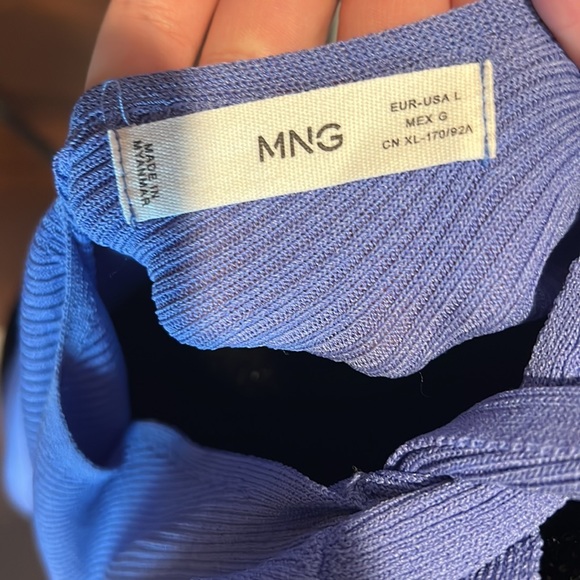 MNG
EUR-USA L
MEX G
CN XL-170/92A
MADE IN
MYANMAR